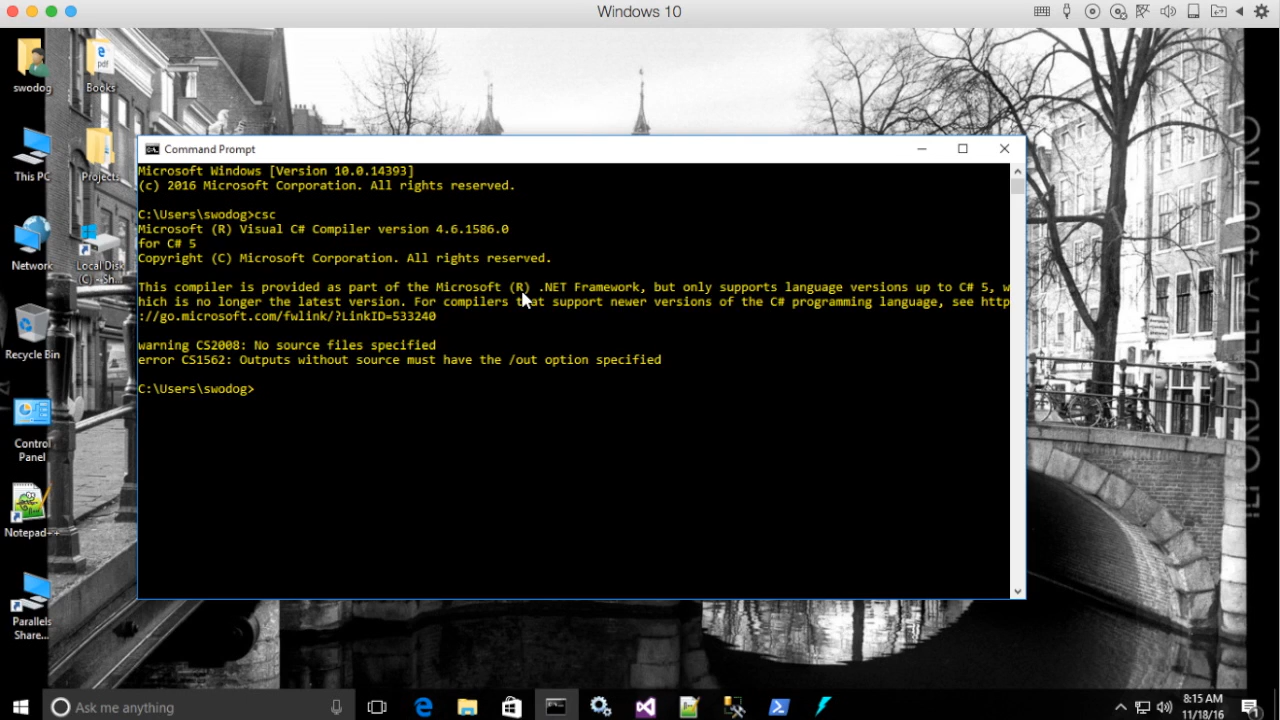 Windows 10
swodog
Books
This PC
Projects
Network
Local Disk
(C) - Sh...
Recycle Bin
Control
Panel
Notepad++
Parallels
Share...
Command Prompt
Microsoft Windows [Version 10.0.14393]
(c) 2016 Microsoft Corporation. All rights reserved.
C:\Users\swodog>csc
Microsoft (R) Visual C# Compiler version 4.6.1586.0
for C# 5
Copyright (C) Microsoft Corporation. All rights reserved.
This compiler is provided as part of the Microsoft (R) .NET Framework, but only supports language versions up to C# 5, w
hich is no longer the latest version. For compilers that support newer versions of the C# programming language, see http
://go.microsoft.com/fwlink/?LinkID=533240
warning CS2008: No source files specified
error CS1562: Outputs without source must have the /out option specified
C:\Users\swodog>
Ask me anything
8:15 AM
11/18/16